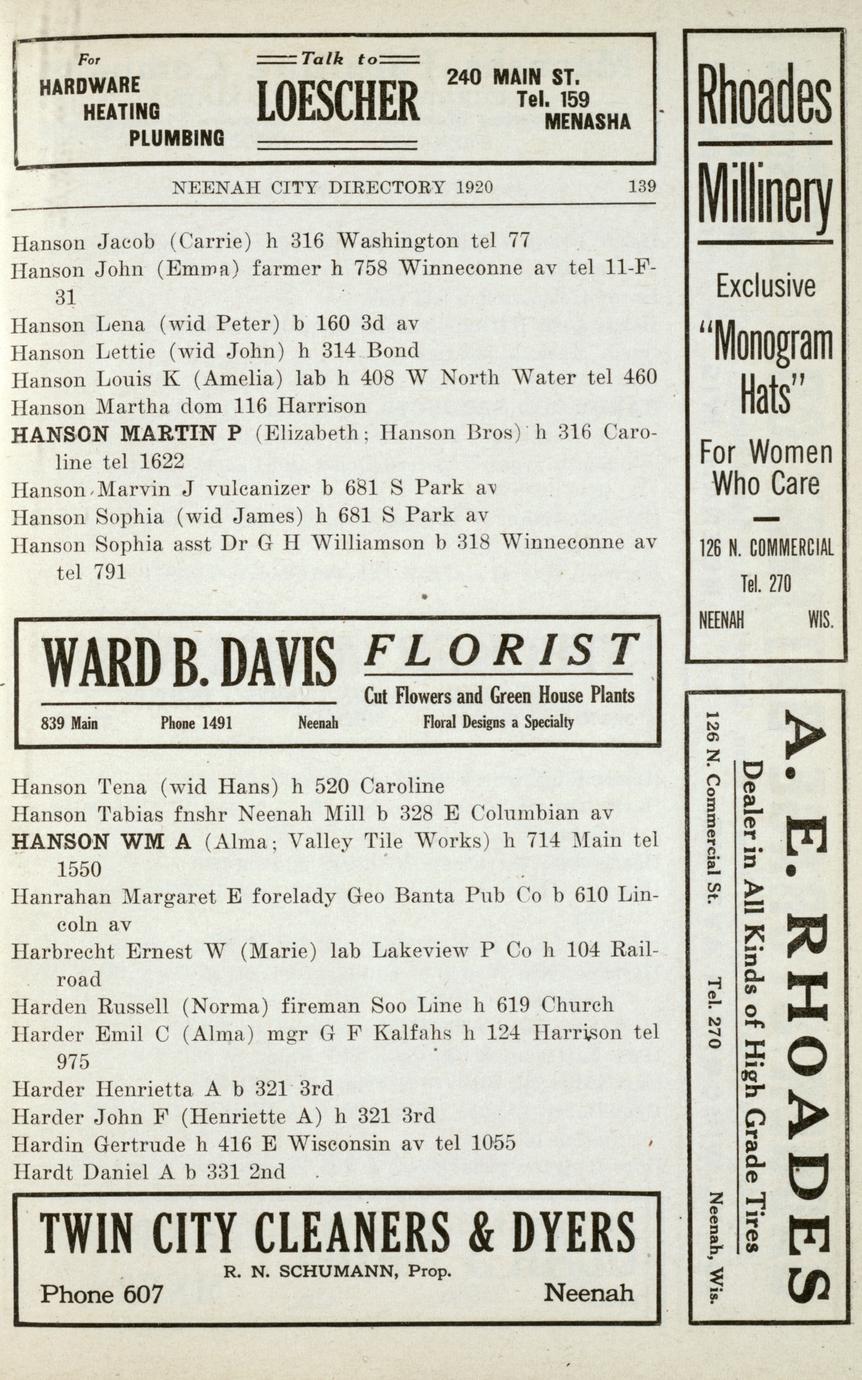 For
HARDWARE
HEATING
PLUMBING
Talk to
LOESCHER
240 MAIN ST.
Tel. 159
MENASHA
NEENAH CITY DIRECTORY 1920 139
Hanson Jacob (Carrie) h 316 Washington tel 77
Hanson John (Emma) farmer h 758 Winneconne av tel 11-F-
31
Hanson Lena (wid Peter) b 160 3d av
Hanson Lettie (wid John) h 314 Bond
Hanson Louis K (Amelia) lab h 408 W North Water tel 460
Hanson Martha dom 116 Harrison
HANSON MARTIN P (Elizabeth; Hanson Bros) h 316 Caro-
line tel 1622
Hanson Marvin J vulcanizer b 681 S Park av
Hanson Sophia (wid James) h 681 S Park av
Hanson Sophia asst Dr G H Williamson b 318 Winneconne av
tel 791
WARD B. DAVIS
839 Main Phone 1491 Neenah
FLORIST
Cut Flowers and Green House Plants
Floral Designs a Specialty
Hanson Tena (wid Hans) h 520 Caroline
Hanson Tabias fnshr Neenah Mill b 328 E Columbian av
HANSON WM A (Alma; Valley Tile Works) h 714 Main tel
1550
Hanrahan Margaret E forelady Geo Banta Pub Co b 610 Lin-
coln av
Harbrecht Ernest W (Marie) lab Lakeview P Co h 104 Rail-
road
Harden Russell (Norma) fireman Soo Line h 619 Church
Harder Emil C (Alma) mgr G F Kalfahs h 124 Harrison tel
975
Harder Henrietta A b 321 3rd
Harder John F (Henriette A) h 321 3rd
Hardin Gertrude h 416 E Wisconsin av tel 1055
Hardt Daniel A b 331 2nd
TWIN CITY CLEANERS & DYERS
R. N. SCHUMANN, Prop.
Phone 607 Neenah
Rhoades
Millinery
Exclusive
"Monogram
Hats"
For Women
Who Care
126 N. COMMERCIAL
Tel. 270
NEENAH WIS.
A. E. RHOADES
Dealer in All Kinds of High Grade Tires
126 N. Commercial St. Tel. 270 Neenah, Wis.